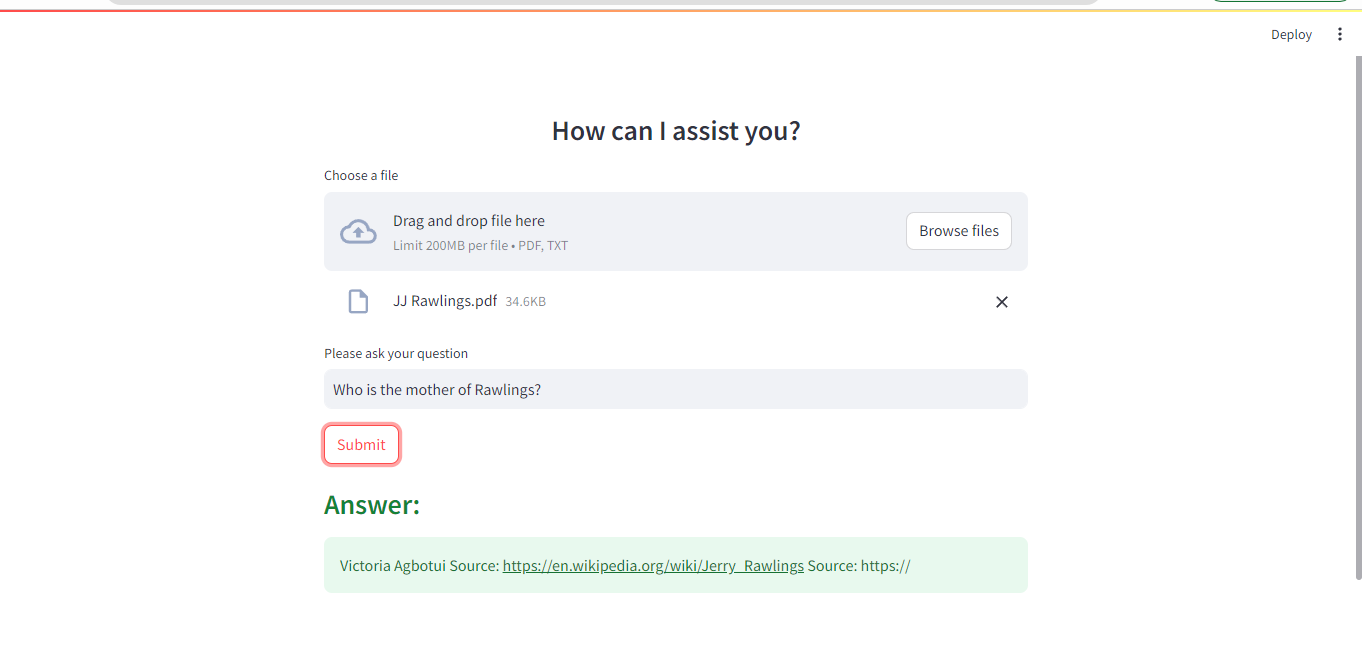 Deploy
How can I assist you?
Choose a file
Drag and drop file here
Limit 200MB per file • PDF, TXT
Browse files
JJ Rawlings.pdf 34.6KB
Please ask your question
Who is the mother of Rawlings?
Submit
Answer:
Victoria Agbotui Source: https://en.wikipedia.org/wiki/Jerry_Rawlings Source: https://